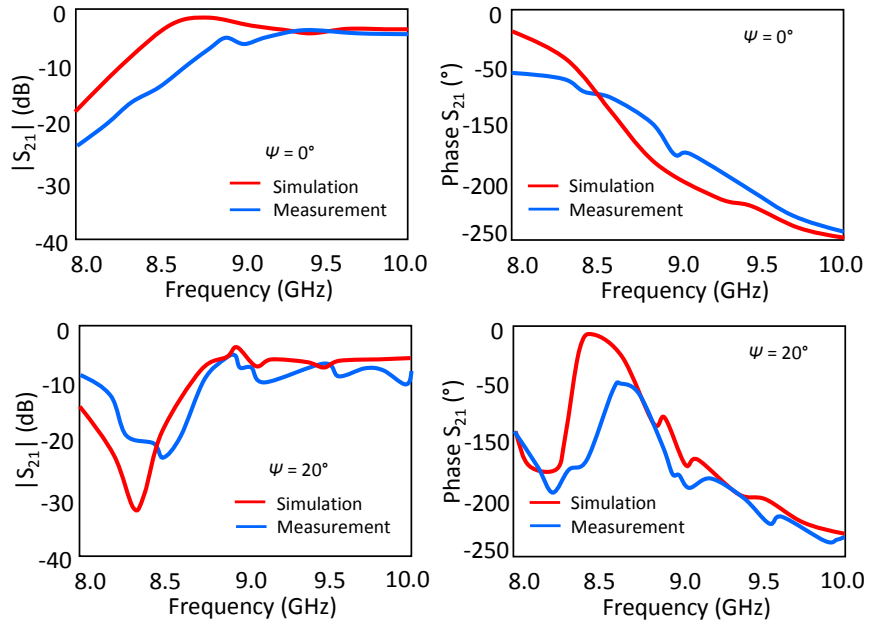 0
-10
-20
-30
-40
|S21| (dB)
Ψ = 0°
Simulation
Measurement
8.0 8.5 9.0 9.5 10.0
Frequency (GHz)
0
-50
-150
-200
-250
Phase S21 (°)
Ψ = 0°
Simulation
Measurement
8.0 8.5 9.0 9.5 10.0
Frequency (GHz)
0
-10
-20
-30
-40
|S21| (dB)
Ψ = 20°
Simulation
Measurement
8.0 8.5 9.0 9.5 10.0
Frequency (GHz)
0
-50
-150
-200
-250
Phase S21 (°)
Ψ = 20°
Simulation
Measurement
8.0 8.5 9.0 9.5 10.0
Frequency (GHz)